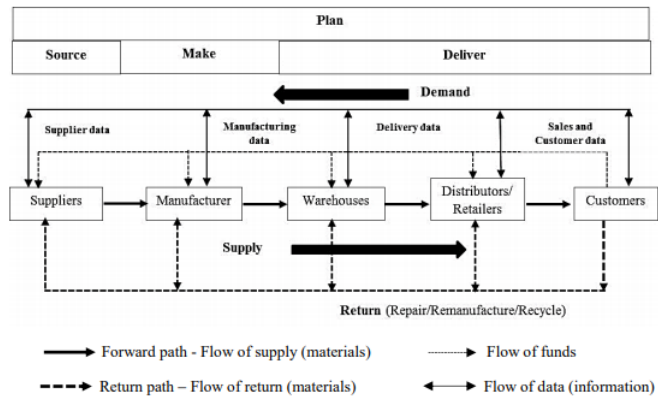 Plan
Source
Make
Deliver
Demand
Supplier data
Manufacturing
data
Delivery data
Sales and
Customer data
Suppliers
Manufacturer
Warehouses
Distributors/
Retailers
Customers
Supply
Return (Repair/Remanufacture/Recycle)
Forward path - Flow of supply (materials)
Flow of funds
Return path – Flow of return (materials)
Flow of data (information)